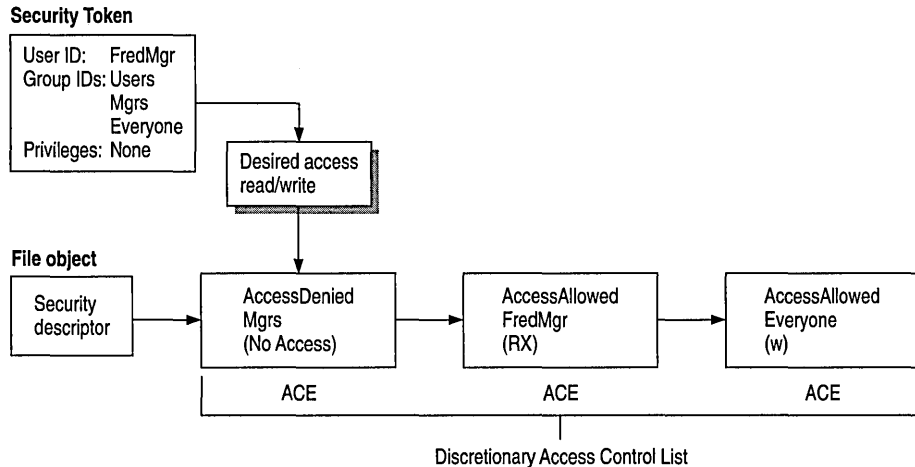 Security Token
User ID: FredMgr
Group IDs: Users
Mgrs
Everyone
Privileges: None
Desired access
read/write
File object
Security
descriptor
AccessDenied
Mgrs
(No Access)
AccessAllowed
FredMgr
(RX)
AccessAllowed
Everyone
(w)
ACE
ACE
ACE
Discretionary Access Control List